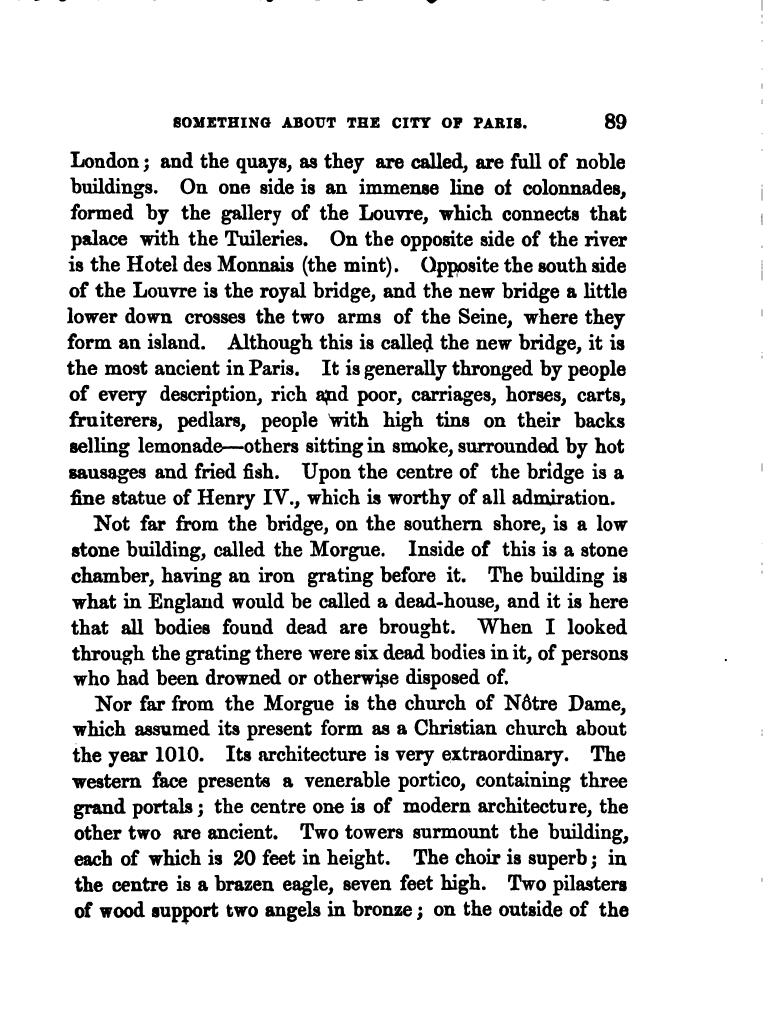 SOMETHING ABOUT THE CITY OF PARIS. 89
London; and the quays, as they are called, are full of noble
buildings. On one side is an immense line of colonnades,
formed by the gallery of the Louvre, which connects that
palace with the Tuileries. On the opposite side of the river
is the Hotel des Monnais (the mint). Opposite the south side
of the Louvre is the royal bridge, and the new bridge a little
lower down crosses the two arms of the Seine, where they
form an island. Although this is called the new bridge, it is
the most ancient in Paris. It is generally thronged by people
of every description, rich and poor, carriages, horses, carts,
fruiterers, pedlars, people with high tins on their backs
selling lemonade—others sitting in smoke, surrounded by hot
sausages and fried fish. Upon the centre of the bridge is a
fine statue of Henry IV., which is worthy of all admiration.
Not far from the bridge, on the southern shore, is a low
stone building, called the Morgue. Inside of this is a stone
chamber, having an iron grating before it. The building is
what in England would be called a dead-house, and it is here
that all bodies found dead are brought. When I looked
through the grating there were six dead bodies in it, of persons
who had been drowned or otherwise disposed of.
Nor far from the Morgue is the church of Nôtre Dame,
which assumed its present form as a Christian church about
the year 1010. Its architecture is very extraordinary. The
western face presents a venerable portico, containing three
grand portals; the centre one is of modern architecture, the
other two are ancient. Two towers surmount the building,
each of which is 20 feet in height. The choir is superb; in
the centre is a brazen eagle, seven feet high. Two pilasters
of wood support two angels in bronze; on the outside of the